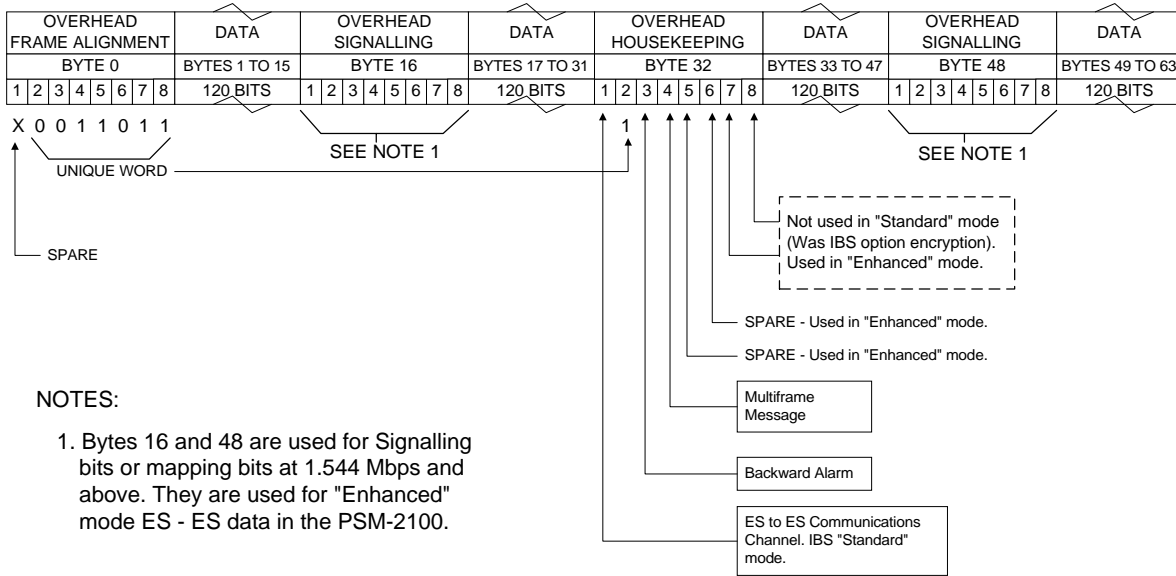 OVERHEAD FRAME ALIGNMENT DATA OVERHEAD SIGNALLING DATA OVERHEAD HOUSEKEEPING DATA OVERHEAD SIGNALLING DATA
BYTE 0 BYTES 1 TO 15 BYTE 16 BYTES 17 TO 31 BYTE 32 BYTES 33 TO 47 BYTE 48 BYTES 49 TO 63
1 2 3 4 5 6 7 8 120 BITS 1 2 3 4 5 6 7 8 120 BITS 1 2 3 4 5 6 7 8 120 BITS 1 2 3 4 5 6 7 8 120 BITS
X 0 0 1 1 0 1 1 1
SEE NOTE 1 SEE NOTE 1
UNIQUE WORD
SPARE
Not used in "Standard" mode
(Was IBS option encryption).
Used in "Enhanced" mode.
SPARE - Used in "Enhanced" mode.
SPARE - Used in "Enhanced" mode.
Multiframe
Message
Backward Alarm
ES to ES Communications
Channel. IBS "Standard"
mode.
NOTES:
1. Bytes 16 and 48 are used for Signalling
bits or mapping bits at 1.544 Mbps and
above. They are used for "Enhanced"
mode ES - ES data in the PSM-2100.